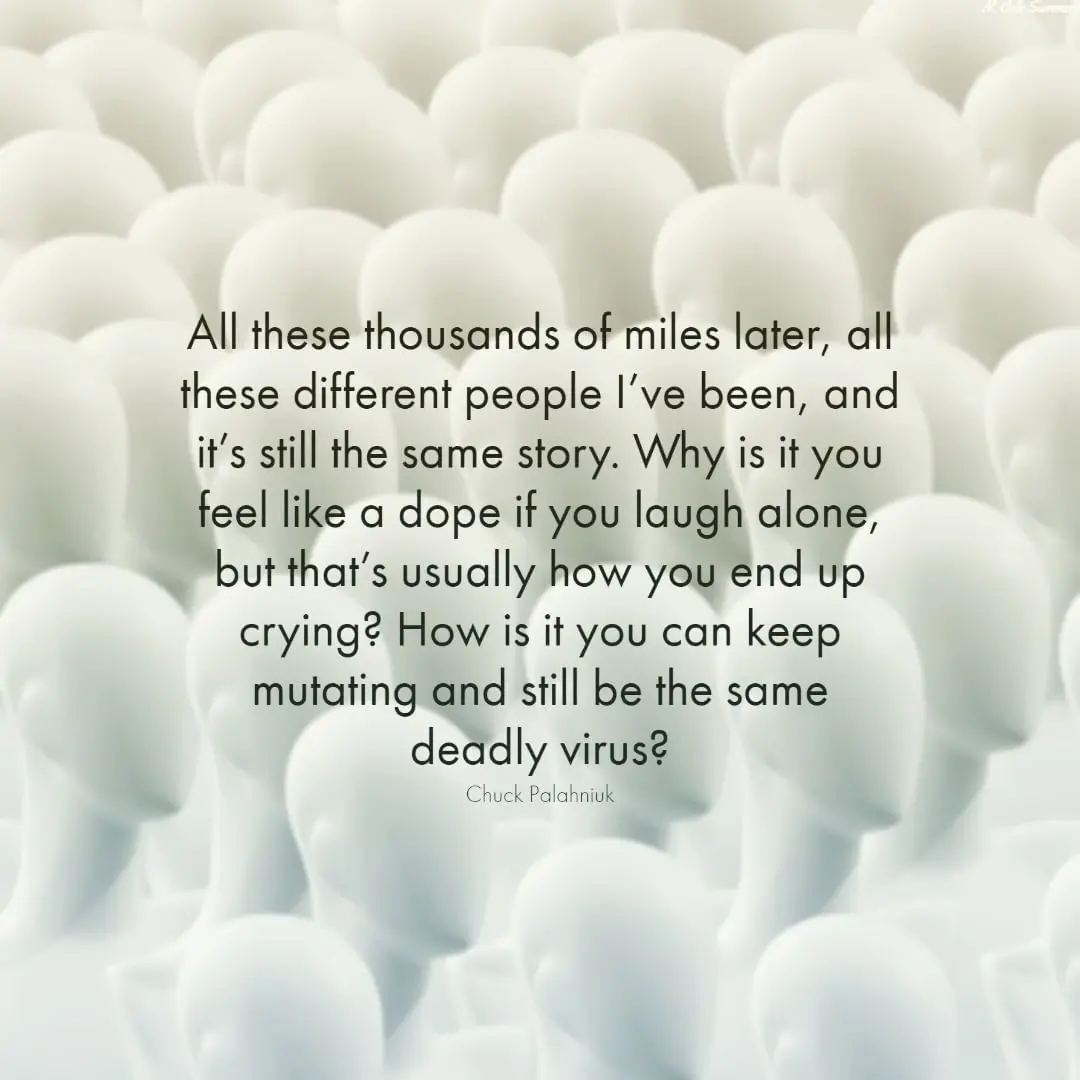 All these thousands of miles later, all
these different people I’ve been, and
it’s still the same story. Why is it you
feel like a dope if you laugh alone,
but that’s usually how you end up
crying? How is it you can keep
mutating and still be the same
deadly virus?
Chuck Palahniuk